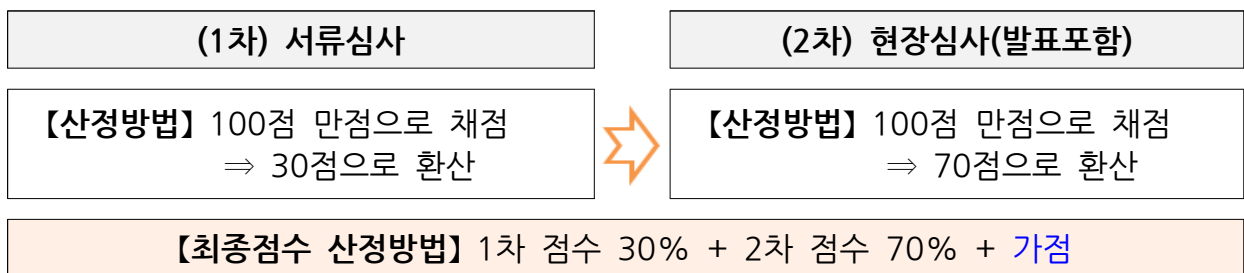 (1차) 서류심사
【산정방법】 100점 만점으로 채점
⇒ 30점으로 환산
(2차) 현장심사(발표포함)
【산정방법】 100점 만점으로 채점
⇒ 70점으로 환산
【최종점수 산정방법】 1차 점수 30% + 2차 점수 70% + 가점